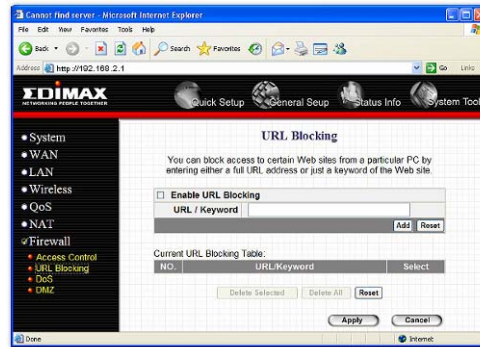 Cannot find server - Microsoft Internet Explorer
File Edit View Favorites Tools Help
Back Search Favorites
Address http://192.168.2.1 Go Links
EDIMAX
NETWORKING PEOPLE TOGETHER
Quick Setup General Seup Status Info System Tool
System
WAN
LAN
Wireless
QoS
NAT
Firewall
Access Control
URL Blocking
DoS
DMZ
URL Blocking
You can block access to certain Web sites from a particular PC by
entering either a full URL address or just a keyword of the Web site.
Enable URL Blocking
URL / Keyword
Add Reset
Current URL Blocking Table:
NO. URL/Keyword Select
Delete Selected Delete All Reset
Apply Cancel
Done Internet